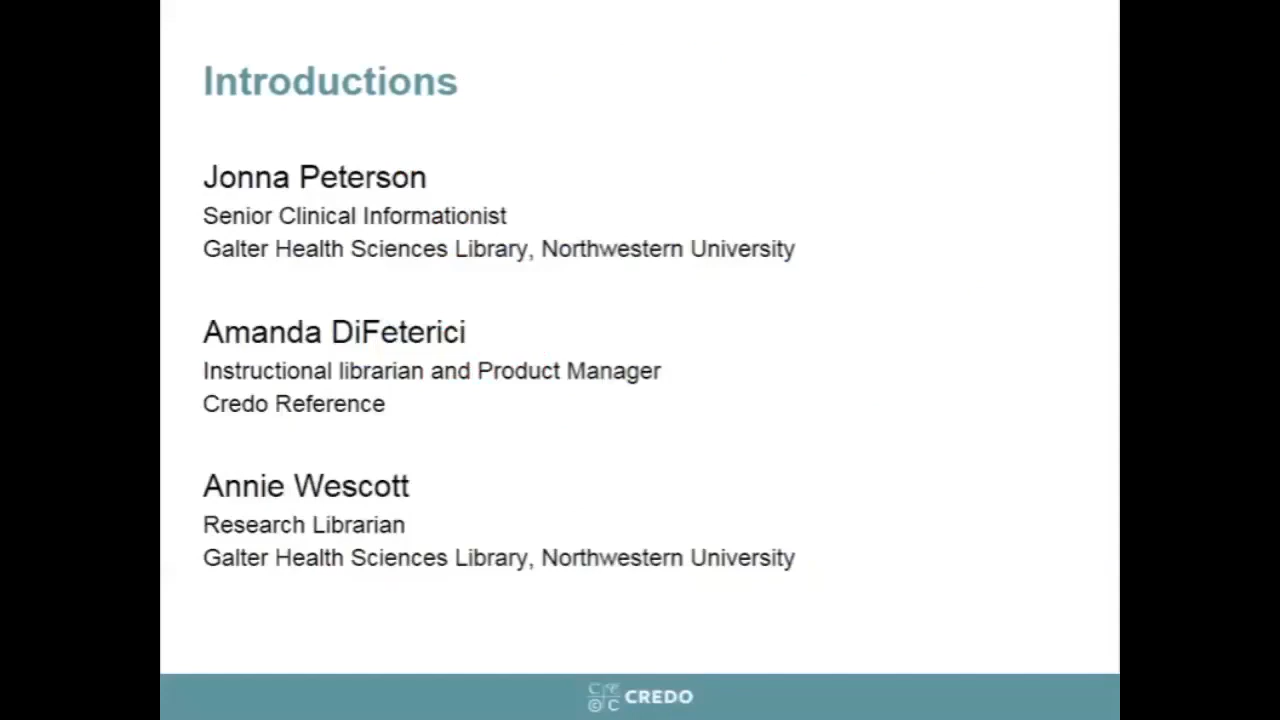 Introductions
Jonna Peterson
Senior Clinical Informationist
Galter Health Sciences Library, Northwestern University
Amanda DiFeterici
Instructional librarian and Product Manager
Credo Reference
Annie Wescott
Research Librarian
Galter Health Sciences Library, Northwestern University
CREDO